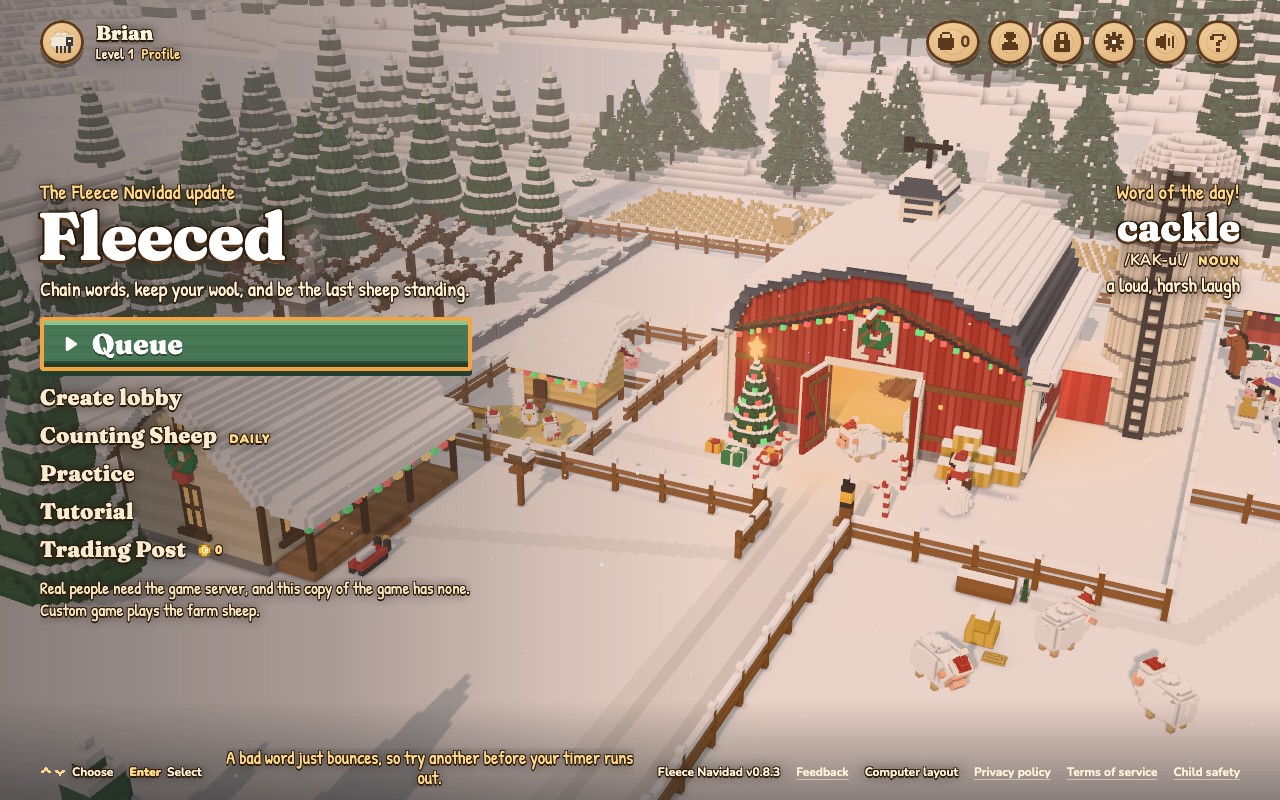 Brian
Level 1 Profile
0
The Fleece Navidad update
Fleeced
Chain words, keep your wool, and be the last sheep standing.
Queue
Create lobby
Counting Sheep DAILY
Practice
Tutorial
Trading Post 0
Real people need the game server, and this copy of the game has none.
Custom game plays the farm sheep.
Word of the day!
cackle
/KAK-ul/ NOUN
a loud, harsh laugh
Choose Enter Select
A bad word just bounces, so try another before your timer runs
out.
Fleece Navidad v0.8.3 Feedback Computer layout Privacy policy Terms of service Child safety